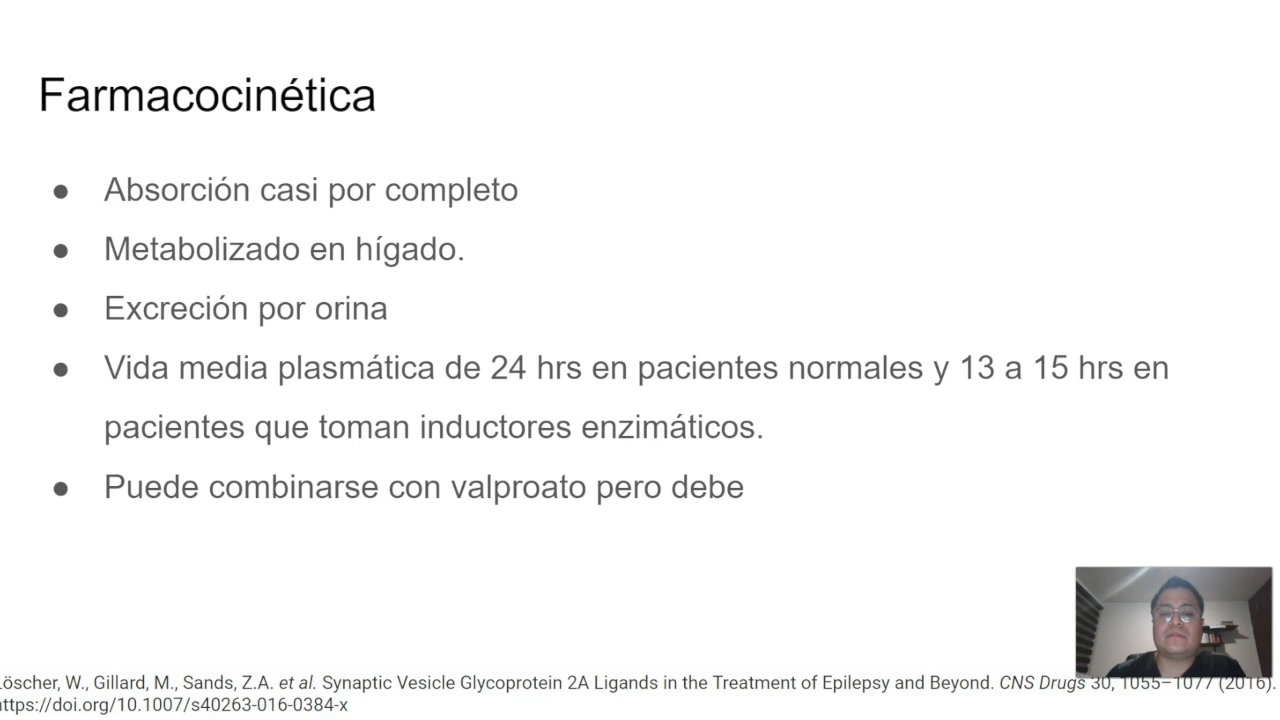 Farmacocinética
● Absorción casi por completo
● Metabolizado en hígado.
● Excreción por orina
● Vida media plasmática de 24 hrs en pacientes normales y 13 a 15 hrs en
pacientes que toman inductores enzimáticos.
● Puede combinarse con valproato pero debe
Löscher, W., Gillard, M., Sands, Z.A. et al. Synaptic Vesicle Glycoprotein 2A Ligands in the Treatment of Epilepsy and Beyond. CNS Drugs 30, 1055–1077 (2016).
https://doi.org/10.1007/s40263-016-0384-x